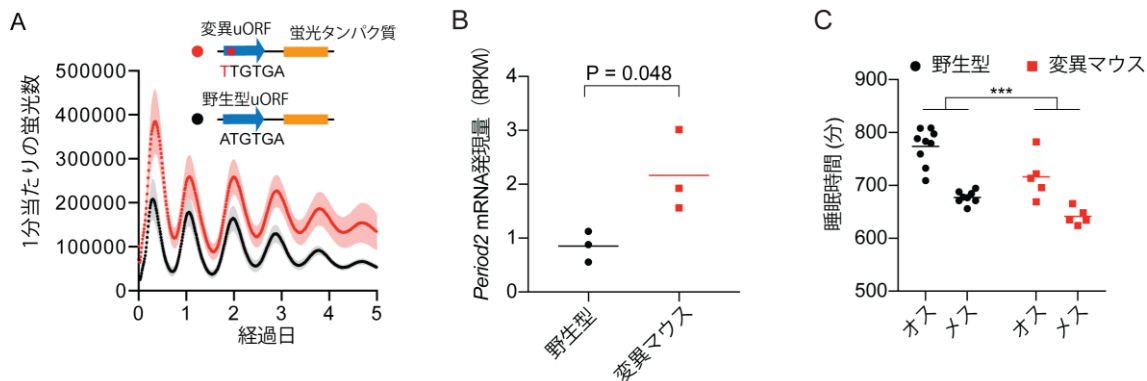 A
変異uORF
蛍光タンパク質
TTGTGA
野生型uORF
ATGTGA
1分当たりの蛍光数
500000
400000
300000
200000
100000
0
0
1
2
3
4
5
経過日
B
P = 0.048
Period2 mRNA発現量 (RPKM)
4
3
2
1
0
野生型
変異マウス
C
野生型
変異マウス
***
睡眠時間 (分)
900
800
700
600
500
オス
メス
オス
メス